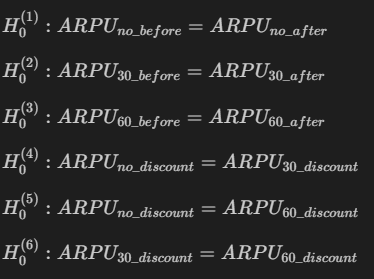 $H_0^{(1)}: ARPU_{no\_before} = ARPU_{no\_after}$
$H_0^{(2)}: ARPU_{30\_before} = ARPU_{30\_after}$
$H_0^{(3)}: ARPU_{60\_before} = ARPU_{60\_after}$
$H_0^{(4)}: ARPU_{no\_discount} = ARPU_{30\_discount}$
$H_0^{(5)}: ARPU_{no\_discount} = ARPU_{60\_discount}$
$H_0^{(6)}: ARPU_{30\_discount} = ARPU_{60\_discount}$